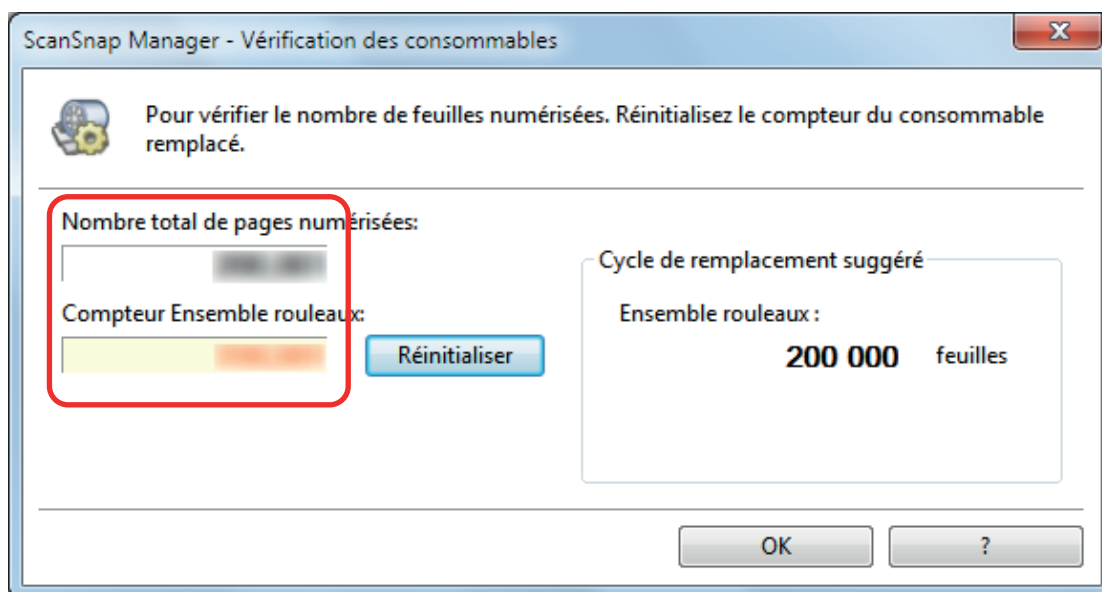 ScanSnap Manager - Vérification des consommables
Pour vérifier le nombre de feuilles numérisées. Réinitialisez le compteur du consommable
remplacé.
Nombre total de pages numérisées:
Compteur Ensemble rouleaux:
Réinitialiser
Cycle de remplacement suggéré
Ensemble rouleaux :
200 000 feuilles
OK
?